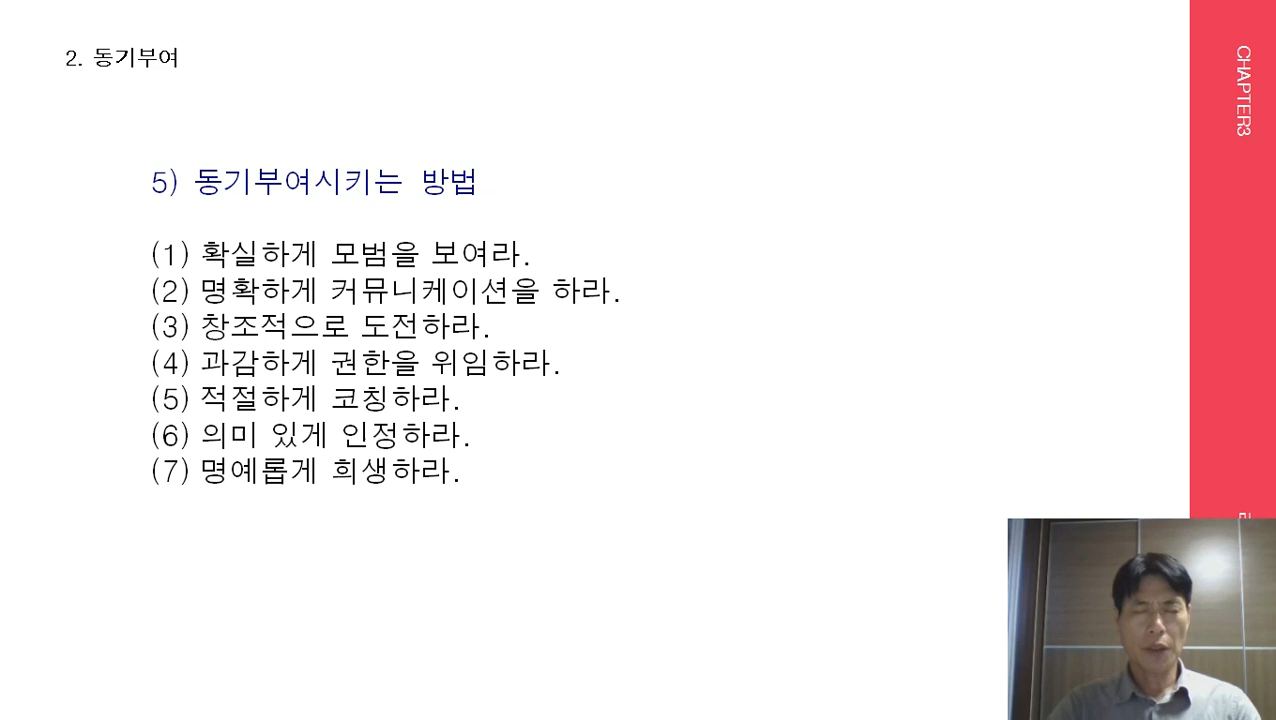 2. 동기부여
CHAPTER3
5) 동기부여시키는 방법
(1) 확실하게 모범을 보여라.
(2) 명확하게 커뮤니케이션을 하라.
(3) 창조적으로 도전하라.
(4) 과감하게 권한을 위임하라.
(5) 적절하게 코칭하라.
(6) 의미 있게 인정하라.
(7) 명예롭게 희생하라.